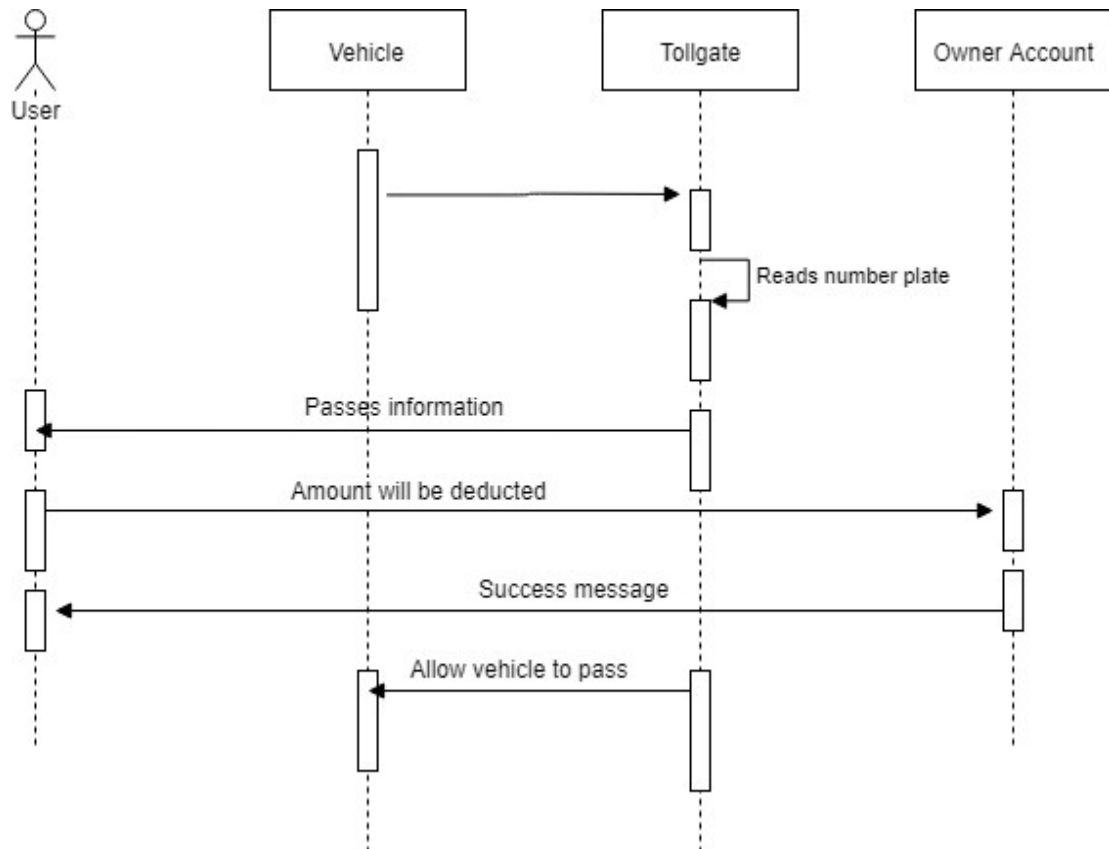 Vehicle
Tollgate
Owner Account
User
Reads number plate
Passes information
Amount will be deducted
Success message
Allow vehicle to pass